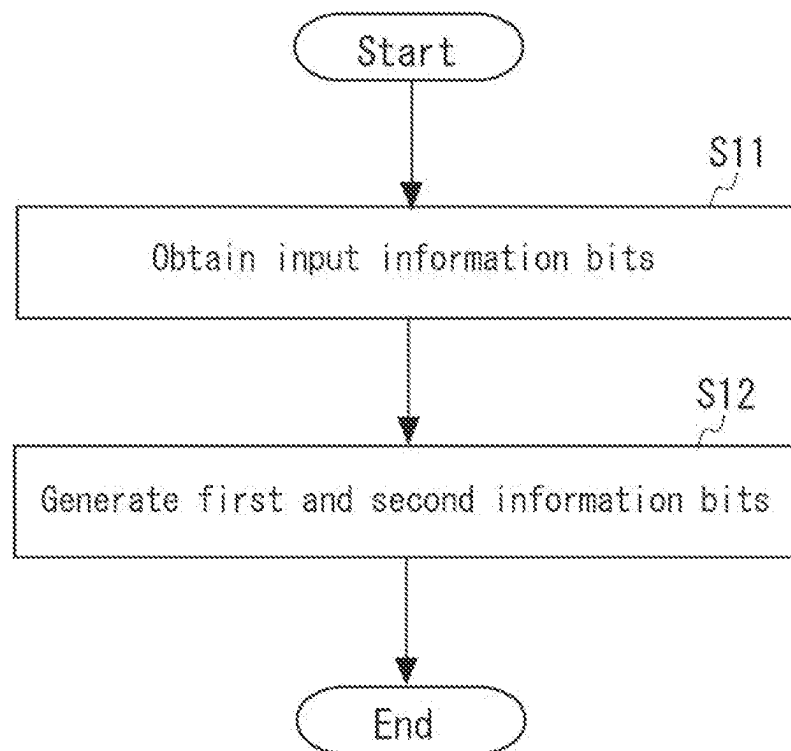 Start
S11
Obtain input information bits
S12
Generate first and second information bits
End